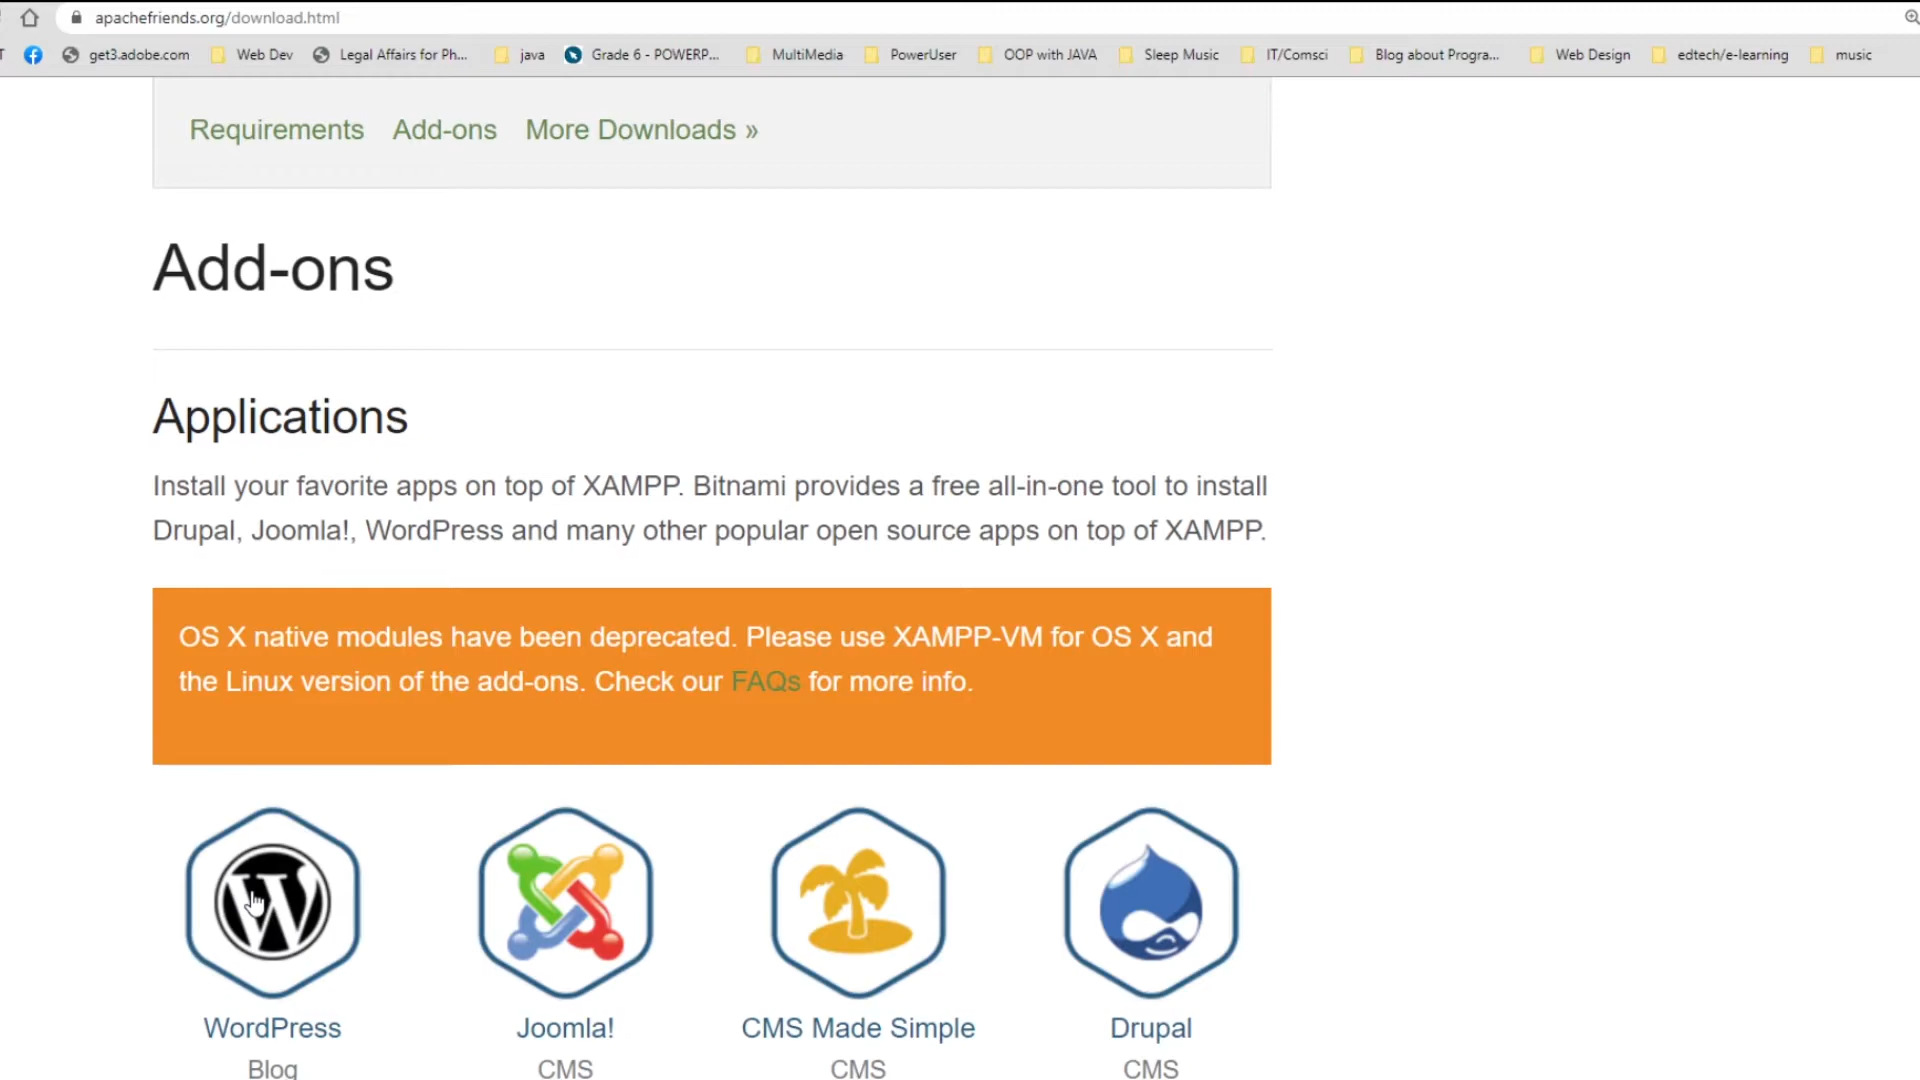 apachefriends.org/download.html
T get3.adobe.com Web Dev Legal Affairs for Ph... java Grade 6 - POWERP... MultiMedia PowerUser OOP with JAVA Sleep Music IT/Comsci Blog about Progra... Web Design edtech/e-learning music
Requirements Add-ons More Downloads »
Add-ons
Applications
Install your favorite apps on top of XAMPP. Bitnami provides a free all-in-one tool to install
Drupal, Joomla!, WordPress and many other popular open source apps on top of XAMPP.
OS X native modules have been deprecated. Please use XAMPP-VM for OS X and
the Linux version of the add-ons. Check our FAQs for more info.
WordPress Joomla! CMS Made Simple Drupal
Blog CMS CMS CMS